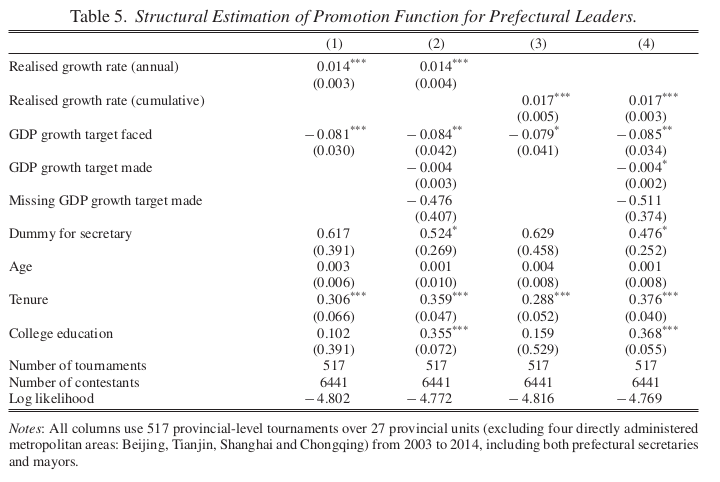 Table 5. Structural Estimation of Promotion Function for Prefectural Leaders.
(1) (2) (3) (4)
Realised growth rate (annual) 0.014*** 0.014***
(0.003) (0.004)
Realised growth rate (cumulative) 0.017*** 0.017***
(0.005) (0.003)
GDP growth target faced −0.081*** −0.084** −0.079* −0.085**
(0.030) (0.042) (0.041) (0.034)
GDP growth target made −0.004 −0.004*
(0.003) (0.002)
Missing GDP growth target made −0.476 −0.511
(0.407) (0.374)
Dummy for secretary 0.617 0.524* 0.629 0.476*
(0.391) (0.269) (0.458) (0.252)
Age 0.003 0.001 0.004 0.001
(0.006) (0.010) (0.008) (0.008)
Tenure 0.306*** 0.359*** 0.288*** 0.376***
(0.066) (0.047) (0.052) (0.040)
College education 0.102 0.355*** 0.159 0.368***
(0.391) (0.072) (0.529) (0.055)
Number of tournaments 517 517 517 517
Number of contestants 6441 6441 6441 6441
Log likelihood −4.802 −4.772 −4.816 −4.769
Notes: All columns use 517 provincial-level tournaments over 27 provincial units (excluding four directly administered
metropolitan areas: Beijing, Tianjin, Shanghai and Chongqing) from 2003 to 2014, including both prefectural secretaries
and mayors.